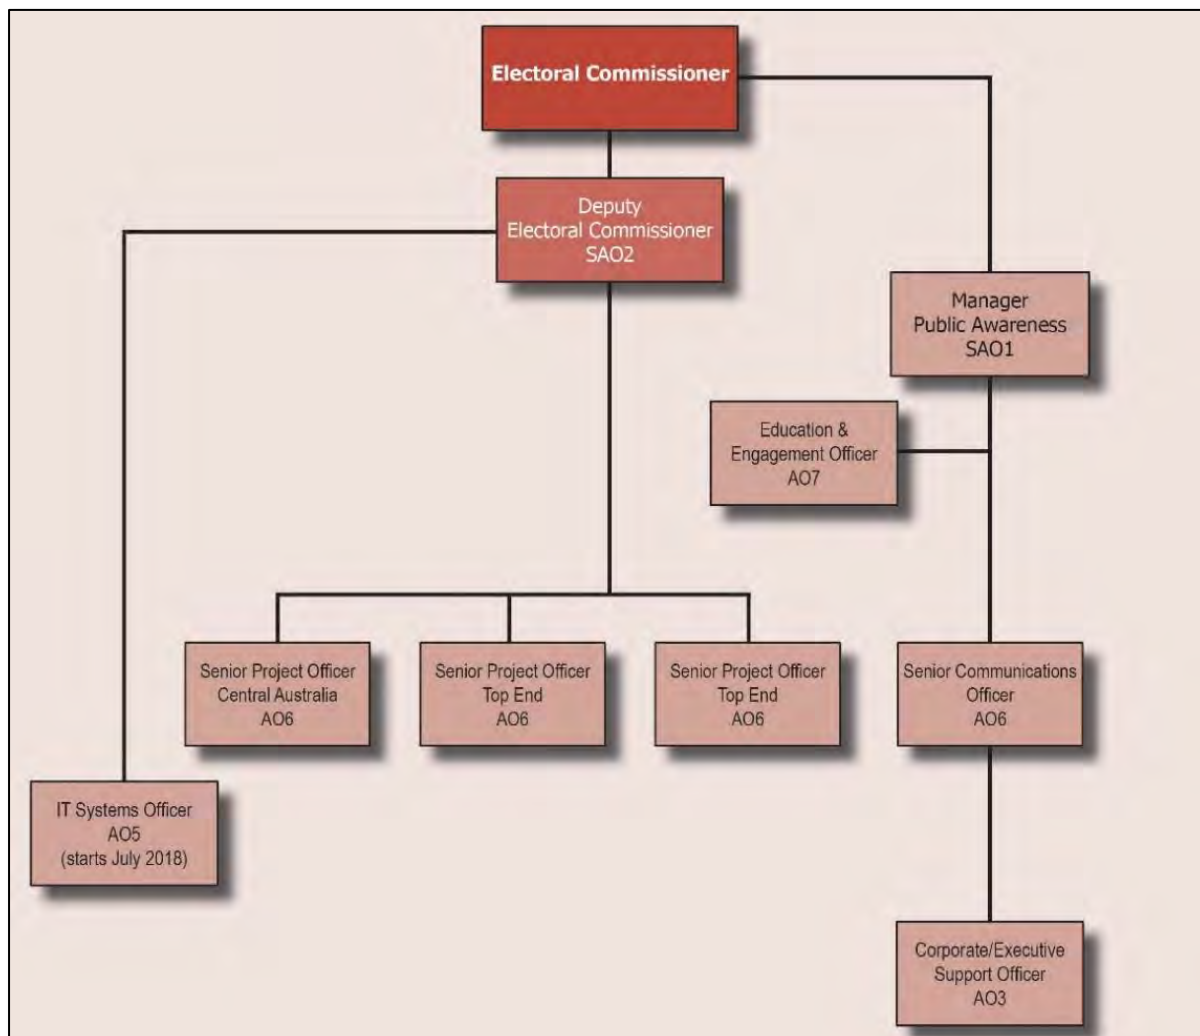 Electoral Commissioner
Deputy
Electoral Commissioner
SAO2
Manager
Public Awareness
SAO1
Education &
Engagement Officer
AO7
Senior Project Officer
Central Australia
AO6
Senior Project Officer
Top End
AO6
Senior Project Officer
Top End
AO6
Senior Communications
Officer
AO6
IT Systems Officer
AO5
(starts July 2018)
Corporate/Executive
Support Officer
AO3